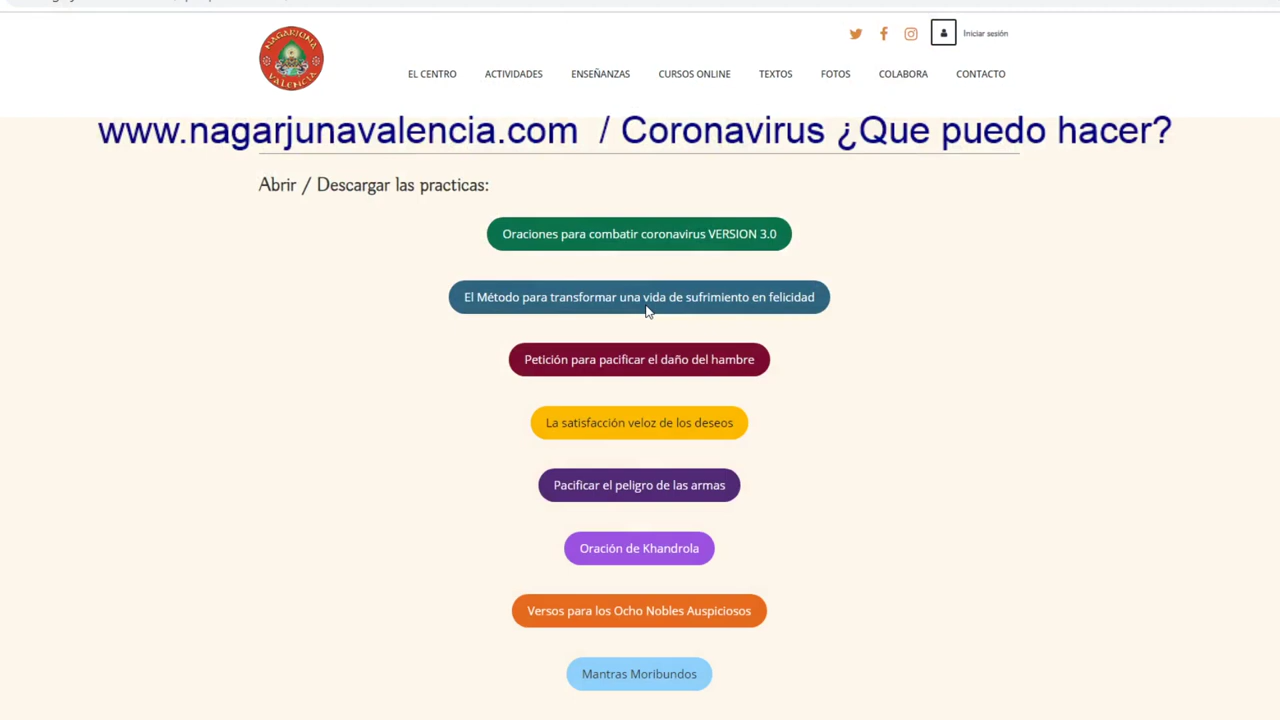 NAGARJUNA
VALENCIA
Iniciar sesión
EL CENTRO ACTIVIDADES ENSEÑANZAS CURSOS ONLINE TEXTOS FOTOS COLABORA CONTACTO
www.nagarjunavalencia.com / Coronavirus ¿Que puedo hacer?
Abrir / Descargar las practicas:
Oraciones para combatir coronavirus VERSION 3.0
El Método para transformar una vida de sufrimiento en felicidad
Petición para pacificar el daño del hambre
La satisfacción veloz de los deseos
Pacificar el peligro de las armas
Oración de Khandrola
Versos para los Ocho Nobles Auspiciosos
Mantras Moribundos